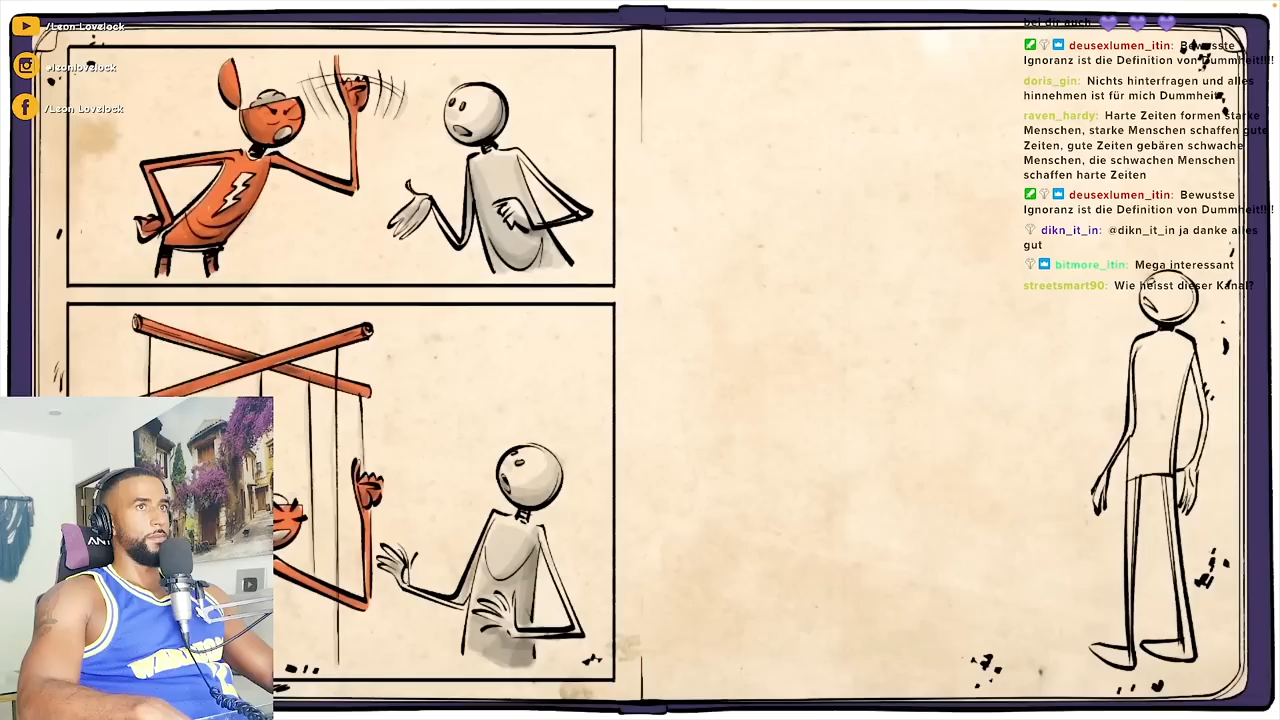 /Leon Lovelock
@leonlovelock
/Leon Lovelock
bei dir auch
deusexlumen_itin: Bewusste
Ignoranz ist die Definition von Dummheit!!!!
doris_gin: Nichts hinterfragen und alles
hinnehmen ist für mich Dummheit
raven_hardy: Harte Zeiten formen starke
Menschen, starke Menschen schaffen gute
Zeiten, gute Zeiten gebären schwache
Menschen, die schwachen Menschen
schaffen harte Zeiten
deusexlumen_itin: Bewustse
Ignoranz ist die Definition von Dummheit!!!!
dikn_it_in: @dikn_it_in ja danke alles
gut
bitmore_itin: Mega interessant
streetsmart90: Wie heisst dieser Kanal?